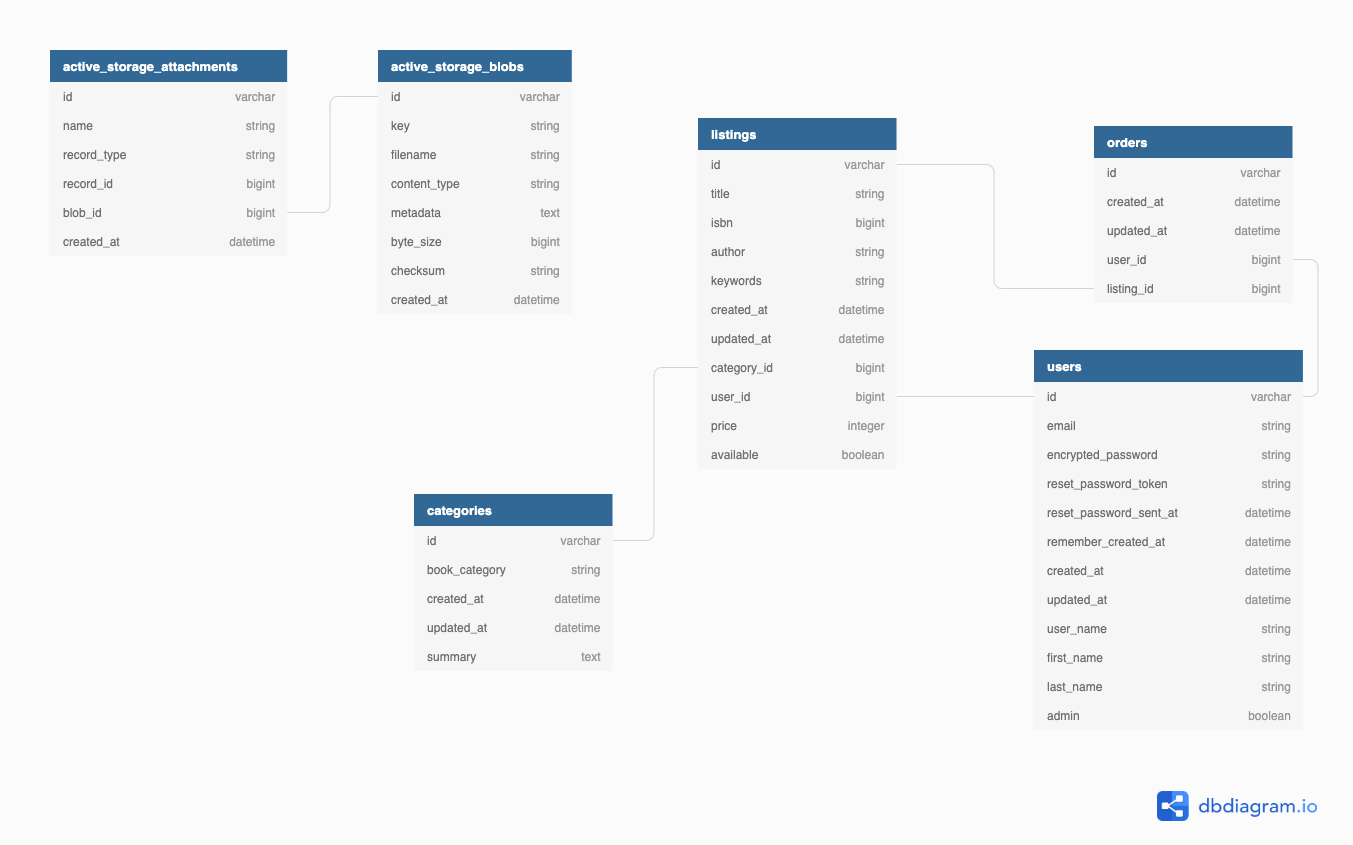 active_storage_attachments
id varchar
name string
record_type string
record_id bigint
blob_id bigint
created_at datetime
active_storage_blobs
id varchar
key string
filename string
content_type string
metadata text
byte_size bigint
checksum string
created_at datetime
listings
id varchar
title string
isbn bigint
author string
keywords string
created_at datetime
updated_at datetime
category_id bigint
user_id bigint
price integer
available boolean
orders
id varchar
created_at datetime
updated_at datetime
user_id bigint
listing_id bigint
users
id varchar
email string
encrypted_password string
reset_password_token string
reset_password_sent_at datetime
remember_created_at datetime
created_at datetime
updated_at datetime
user_name string
first_name string
last_name string
admin boolean
categories
id varchar
book_category string
created_at datetime
updated_at datetime
summary text
dbdiagram.io